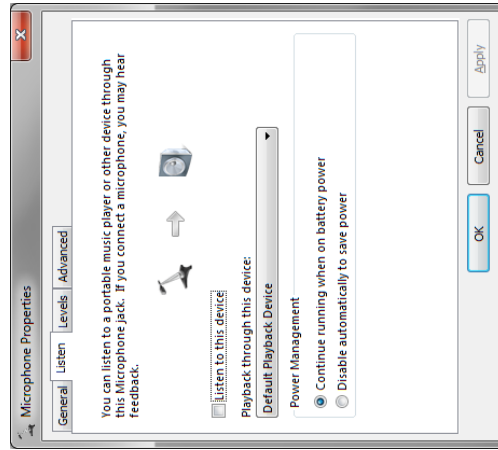 Microphone Properties
General Listen Levels Advanced
You can listen to a portable music player or other device through
this Microphone jack.  If you connect a microphone, you may hear
feedback.
Listen to this device
Playback through this device:
Default Playback Device
Power Management
Continue running when on battery power
Disable automatically to save power
OK Cancel Apply